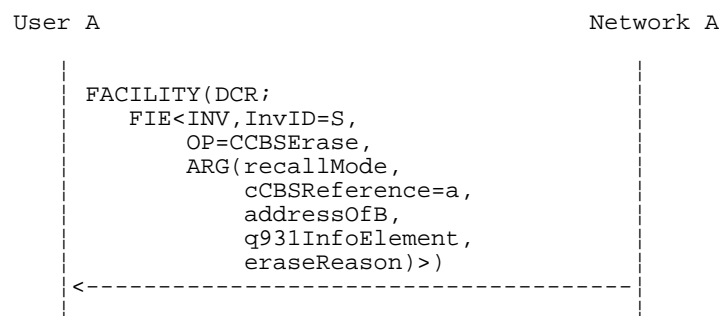 User A Network A
FACILITY(DCR;
FIE<INV,InvID=S,
OP=CCBSErase,
ARG(recallMode,
cCBSReference=a,
addressOfB,
q931InfoElement,
eraseReason)>)